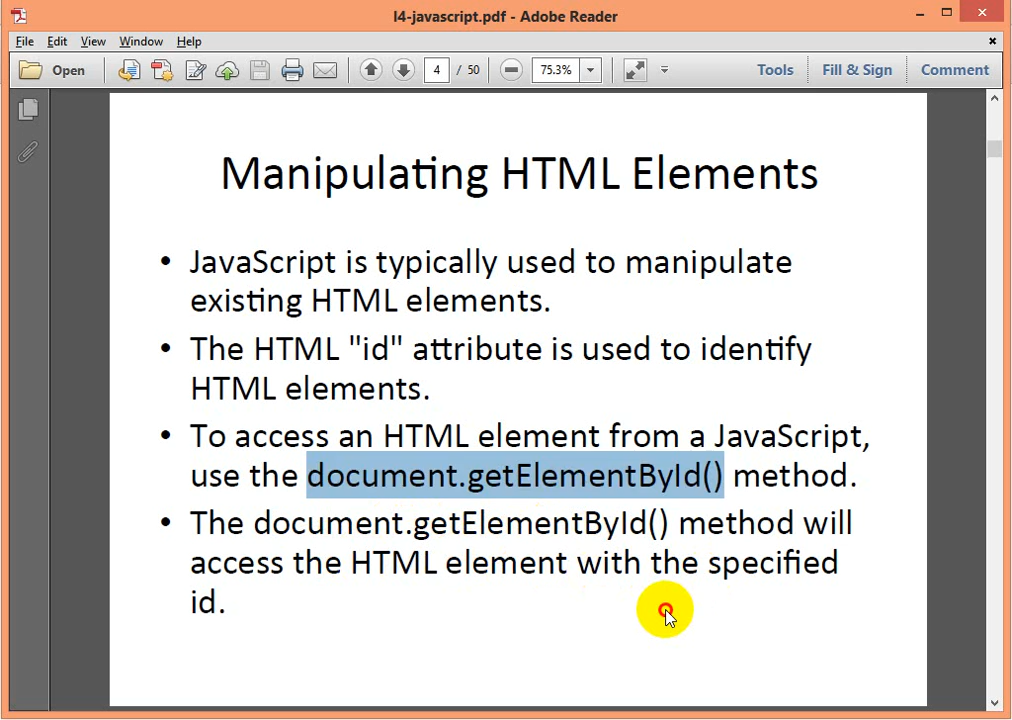 l4-javascript.pdf - Adobe Reader
File Edit View Window Help
Open 4 / 50 75.3% Tools Fill & Sign Comment
Manipulating HTML Elements
• JavaScript is typically used to manipulate
existing HTML elements.
• The HTML "id" attribute is used to identify
HTML elements.
• To access an HTML element from a JavaScript,
use the document.getElementById() method.
• The document.getElementById() method will
access the HTML element with the specified
id.